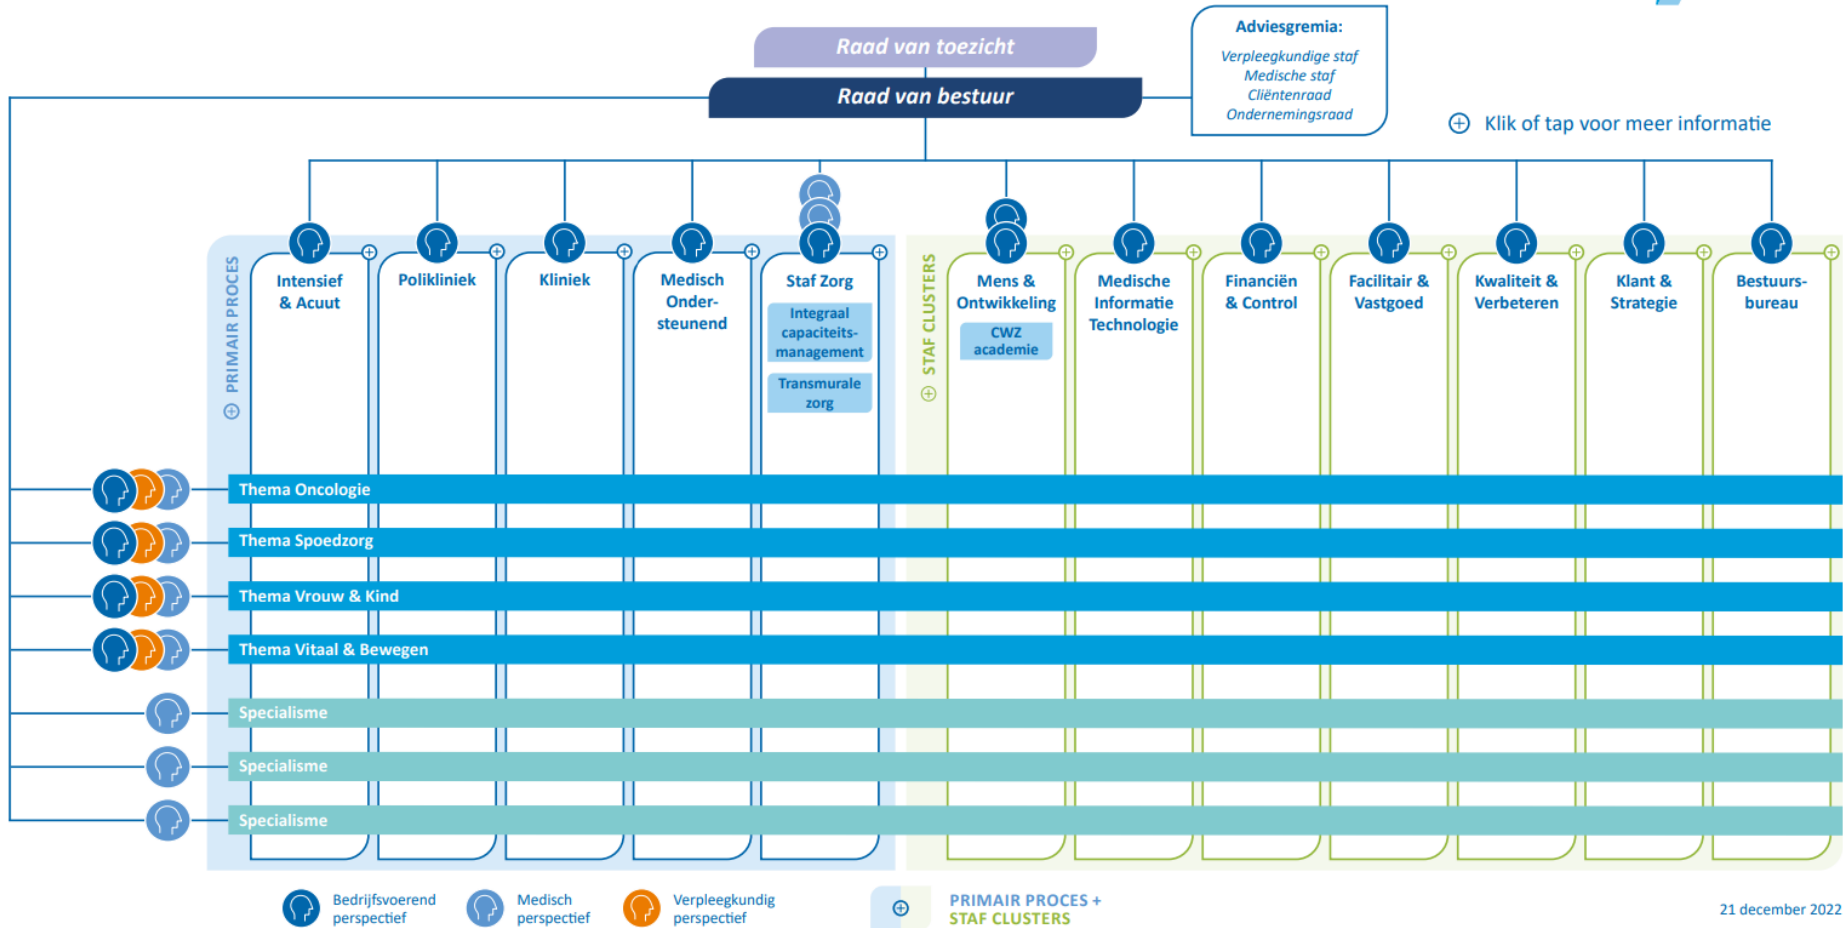 Raad van toezicht
Raad van bestuur
Adviesgremia:
Verpleegkundige staf
Medische staf
Cliëntenraad
Ondernemingsraad
Klik of tap voor meer informatie
PRIMAIR PROCES
Intensief
& Acuut
Polikliniek
Kliniek
Medisch
Onder-
steunend
Staf Zorg
Integraal
capaciteits-
management
Transmurale
zorg
STAF CLUSTERS
Mens &
Ontwikkeling
CWZ
academie
Medische
Informatie
Technologie
Financiën
& Control
Facilitair &
Vastgoed
Kwaliteit &
Verbeteren
Klant &
Strategie
Bestuurs-
bureau
Thema Oncologie
Thema Spoedzorg
Thema Vrouw & Kind
Thema Vitaal & Bewegen
Specialisme
Specialisme
Specialisme
Bedrijfsvoerend
perspectief
Medisch
perspectief
Verpleegkundig
perspectief
PRIMAIR PROCES +
STAF CLUSTERS
21 december 2022